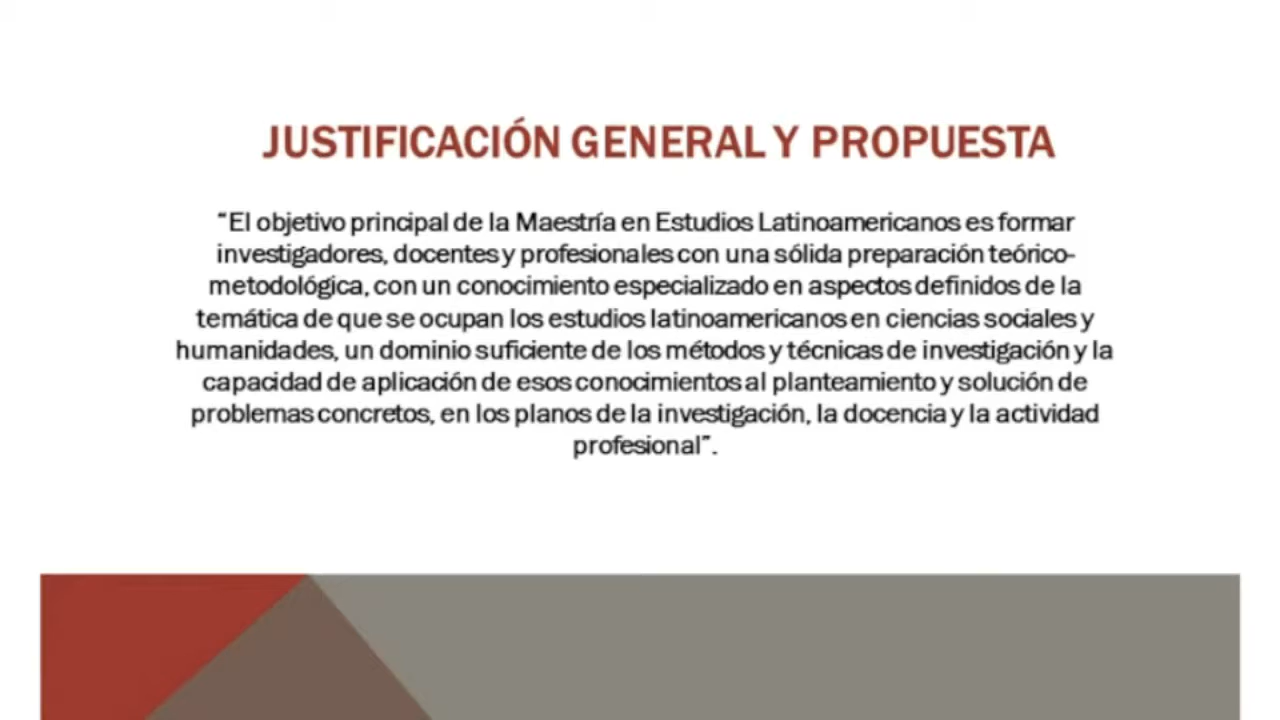 JUSTIFICACIÓN GENERAL Y PROPUESTA
“El objetivo principal de la Maestría en Estudios Latinoamericanos es formar
investigadores, docentes y profesionales con una sólida preparación teórico-
metodológica, con un conocimiento especializado en aspectos definidos de la
temática de que se ocupan los estudios latinoamericanos en ciencias sociales y
humanidades, un dominio suficiente de los métodos y técnicas de investigación y la
capacidad de aplicación de esos conocimientos al planteamiento y solución de
problemas concretos, en los planos de la investigación, la docencia y la actividad
profesional”.